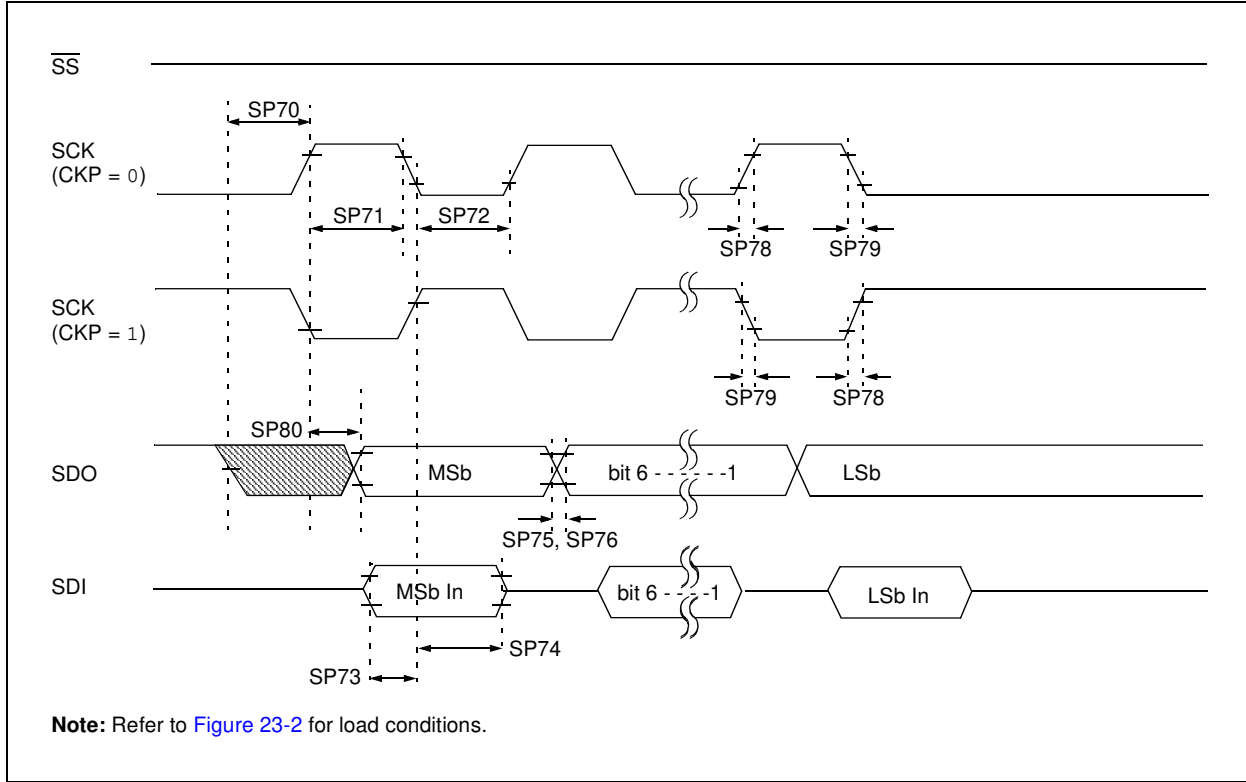 SS
SP70
SCK
(CKP = 0)
SP71
SP72
SP78
SP79
SCK
(CKP = 1)
SP79
SP78
SP80
SDO
MSb
bit 6 - - - - - -1
LSb
SP75, SP76
SDI
MSb In
bit 6 - - - -1
LSb In
SP74
SP73
Note: Refer to Figure 23-2 for load conditions.